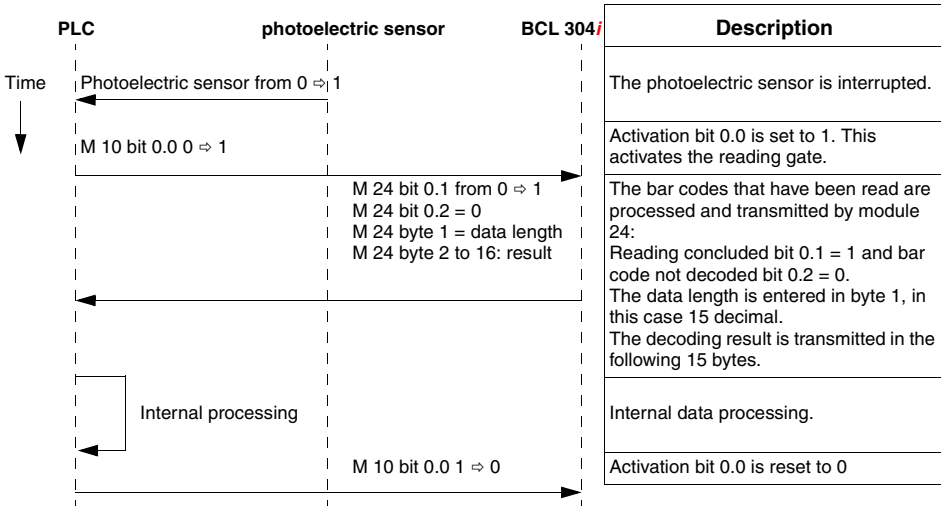 PLC photoelectric sensor BCL 304i Description
Time
Photoelectric sensor from 0 ⇨ 1
The photoelectric sensor is interrupted.
M 10 bit 0.0 0 ⇨ 1
Activation bit 0.0 is set to 1. This
activates the reading gate.
M 24 bit 0.1 from 0 ⇨ 1
M 24 bit 0.2 = 0
M 24 byte 1 = data length
M 24 byte 2 to 16: result
The bar codes that have been read are
processed and transmitted by module
24:
Reading concluded bit 0.1 = 1 and bar
code not decoded bit 0.2 = 0.
The data length is entered in byte 1, in
this case 15 decimal.
The decoding result is transmitted in the
following 15 bytes.
Internal processing
Internal data processing.
M 10 bit 0.0 1 ⇨ 0
Activation bit 0.0 is reset to 0